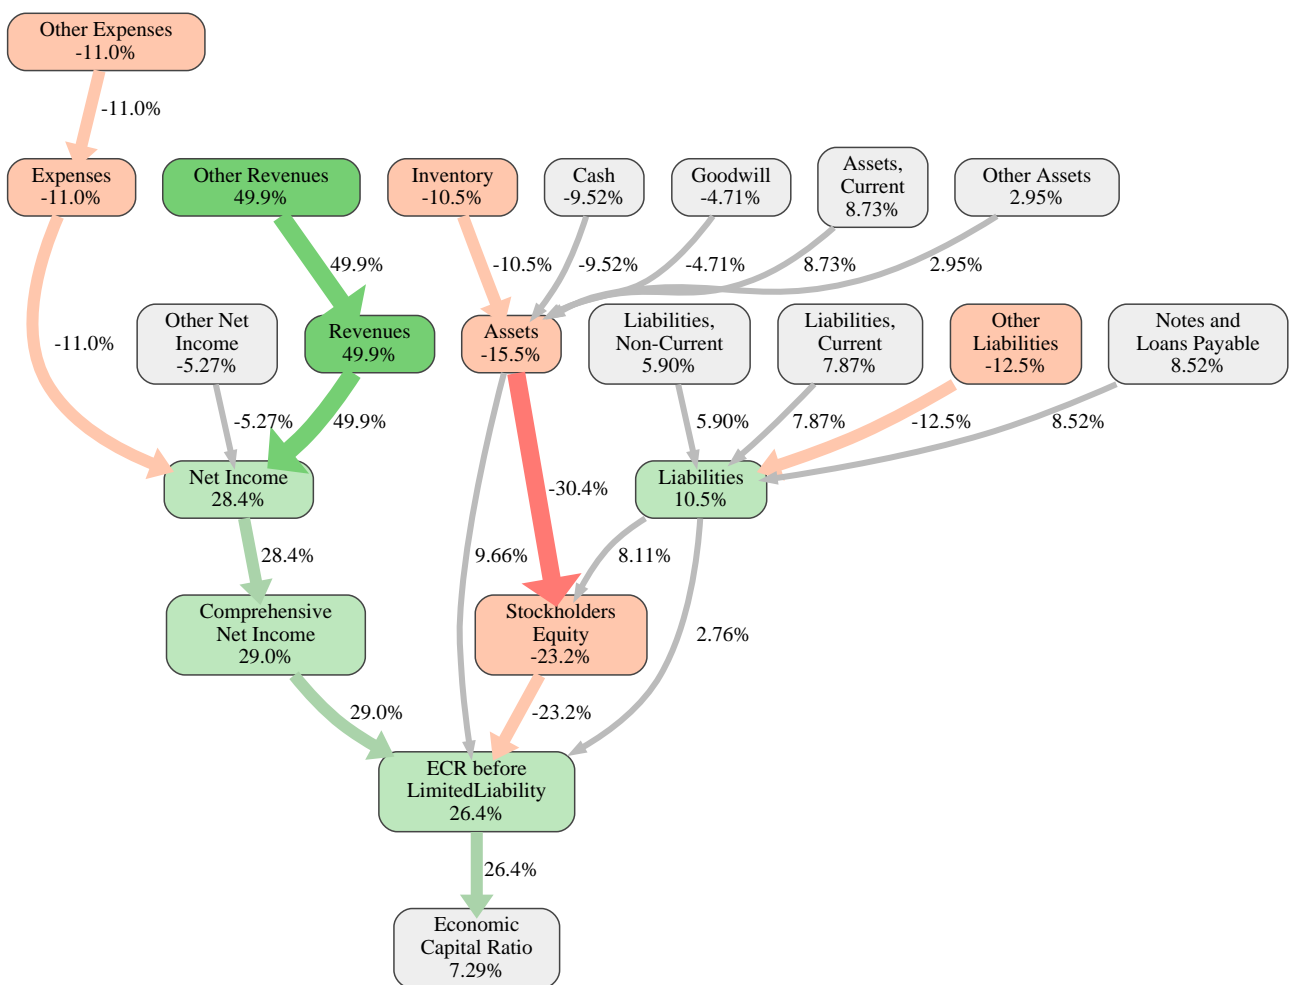 Other Expenses
-11.0%
-11.0%
Expenses
-11.0%
Other Revenues
49.9%
Inventory
-10.5%
Cash
-9.52%
Goodwill
-4.71%
Assets,
Current
8.73%
Other Assets
2.95%
49.9%
-10.5%
-9.52%
-4.71%
8.73%
2.95%
-11.0%
Other Net
Income
-5.27%
Revenues
49.9%
Assets
-15.5%
Liabilities,
Non-Current
5.90%
Liabilities,
Current
7.87%
Other
Liabilities
-12.5%
Notes and
Loans Payable
8.52%
-5.27%
49.9%
5.90%
7.87%
-12.5%
8.52%
Net Income
28.4%
-30.4%
Liabilities
10.5%
28.4%
9.66%
8.11%
2.76%
Comprehensive
Net Income
29.0%
Stockholders
Equity
-23.2%
29.0%
-23.2%
ECR before
LimitedLiability
26.4%
26.4%
Economic
Capital Ratio
7.29%